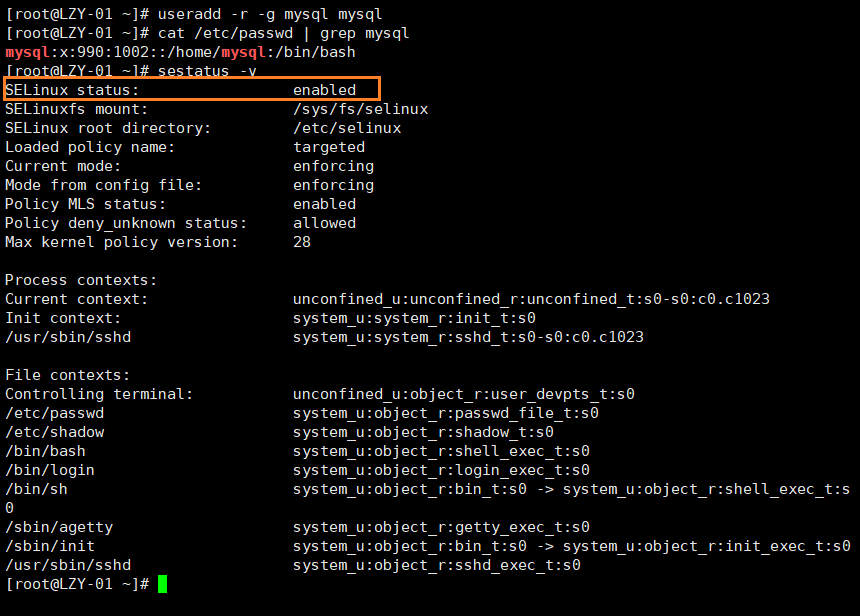 [root@LZY-01 ~]# useradd -r -g mysql mysql
[root@LZY-01 ~]# cat /etc/passwd | grep mysql
mysql:x:990:1002::/home/mysql:/bin/bash
[root@LZY-01 ~]# sestatus -v
SELinux status:                 enabled
SELinuxfs mount:                /sys/fs/selinux
SELinux root directory:         /etc/selinux
Loaded policy name:             targeted
Current mode:                   enforcing
Mode from config file:          enforcing
Policy MLS status:              enabled
Policy deny_unknown status:     allowed
Max kernel policy version:      28

Process contexts:
Current context:                unconfined_u:unconfined_r:unconfined_t:s0-s0:c0.c1023
Init context:                   system_u:system_r:init_t:s0
/usr/sbin/sshd                  system_u:system_r:sshd_t:s0-s0:c0.c1023

File contexts:
Controlling terminal:           unconfined_u:object_r:user_devpts_t:s0
/etc/passwd                     system_u:object_r:passwd_file_t:s0
/etc/shadow                     system_u:object_r:shadow_t:s0
/bin/bash                       system_u:object_r:shell_exec_t:s0
/bin/login                      system_u:object_r:login_exec_t:s0
/bin/sh                         system_u:object_r:bin_t:s0 -> system_u:object_r:shell_exec_t:s
0
/sbin/agetty                    system_u:object_r:getty_exec_t:s0
/sbin/init                      system_u:object_r:bin_t:s0 -> system_u:object_r:init_exec_t:s0
/usr/sbin/sshd                  system_u:object_r:sshd_exec_t:s0
[root@LZY-01 ~]#